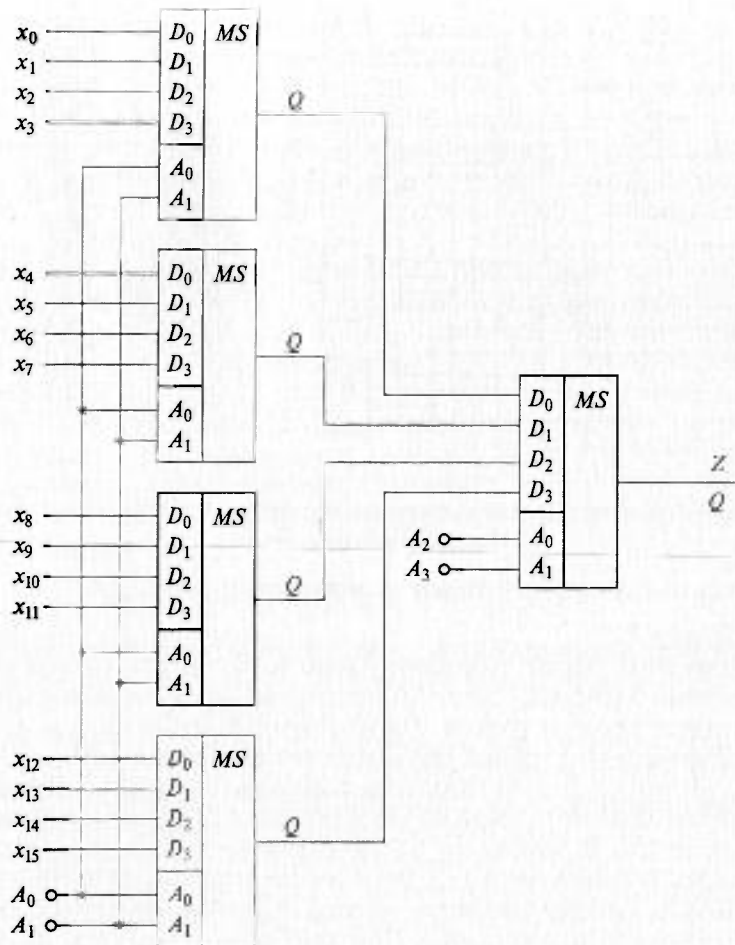 x₀ D₀ MS
x₁ D₁
x₂ D₂ Q
x₃ D₃
A₀
A₁
x₄ D₀ MS
x₅ D₁
x₆ D₂ Q
x₇ D₃
A₀
A₁
D₀ MS
D₁
D₂ Z
D₃ Q
A₂ A₀
A₃ A₁
x₈ D₀ MS
x₉ D₁
x₁₀ D₂ Q
x₁₁ D₃
A₀
A₁
x₁₂ D₀ MS
x₁₃ D₁
x₁₄ D₂ Q
x₁₅ D₃
A₀ A₀
A₁ A₁